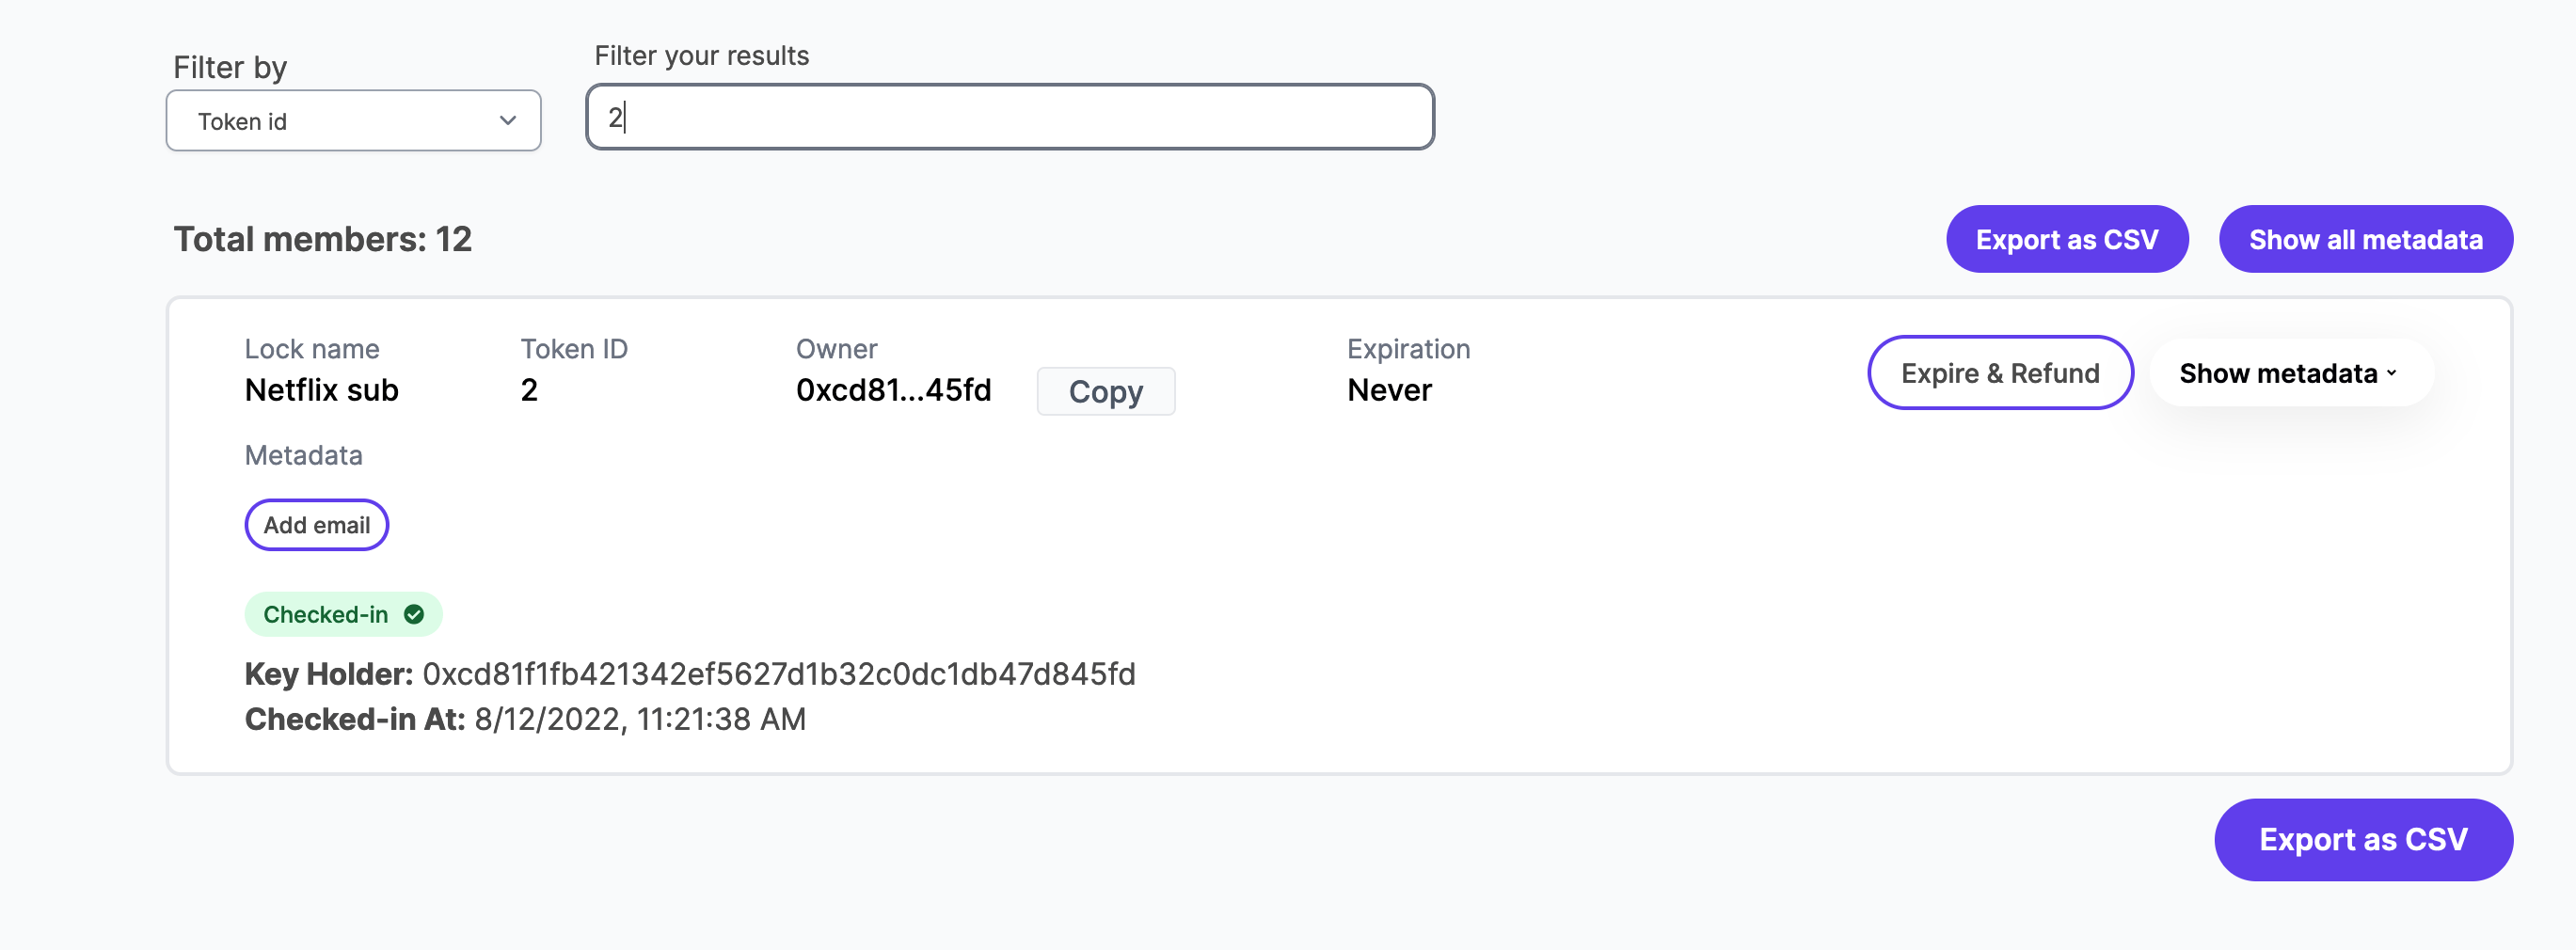 Filter by
Filter your results
Token id
2
Total members: 12
Export as CSV
Show all metadata
Lock name
Token ID
Owner
Expiration
Netflix sub
2
0xcd81...45fd
Copy
Never
Expire & Refund
Show metadata
Metadata
Add email
Checked-in
Key Holder: 0xcd81f1fb421342ef5627d1b32c0dc1db47d845fd
Checked-in At: 8/12/2022, 11:21:38 AM
Export as CSV